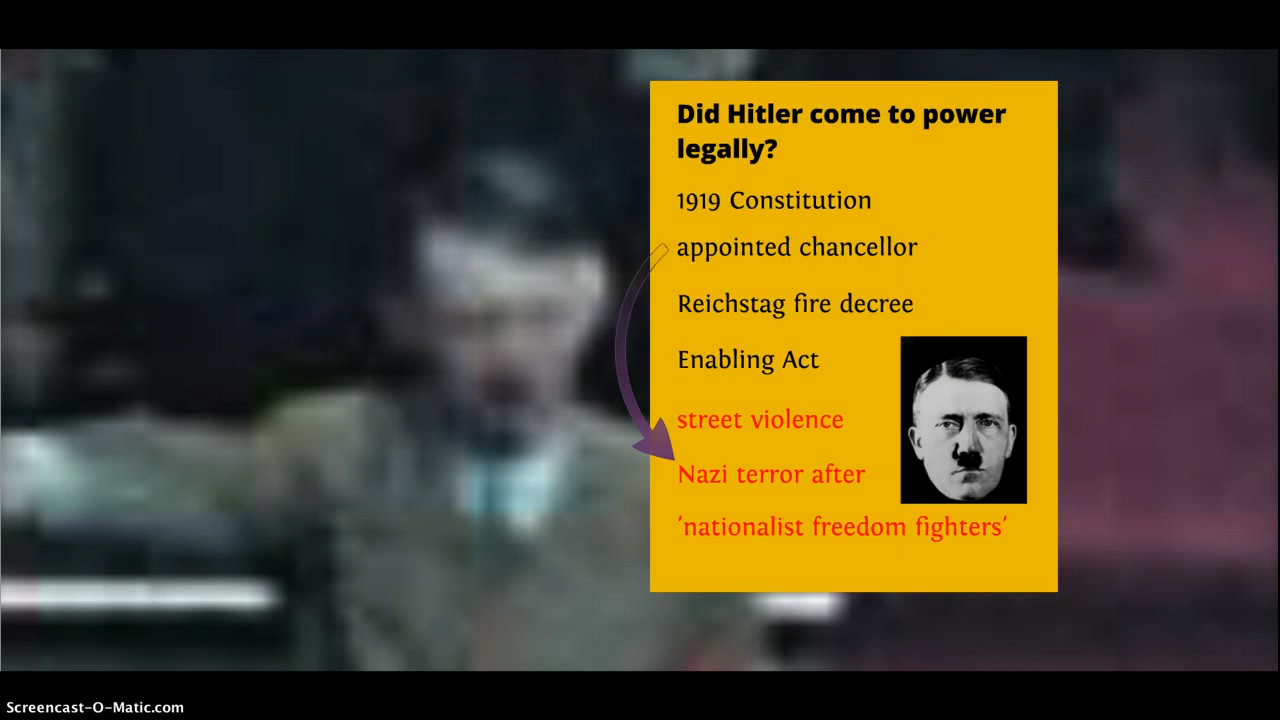 Did Hitler come to power
legally?
1919 Constitution
appointed chancellor
Reichstag fire decree
Enabling Act
street violence
Nazi terror after
'nationalist freedom fighters'
Screencast-O-Matic.com